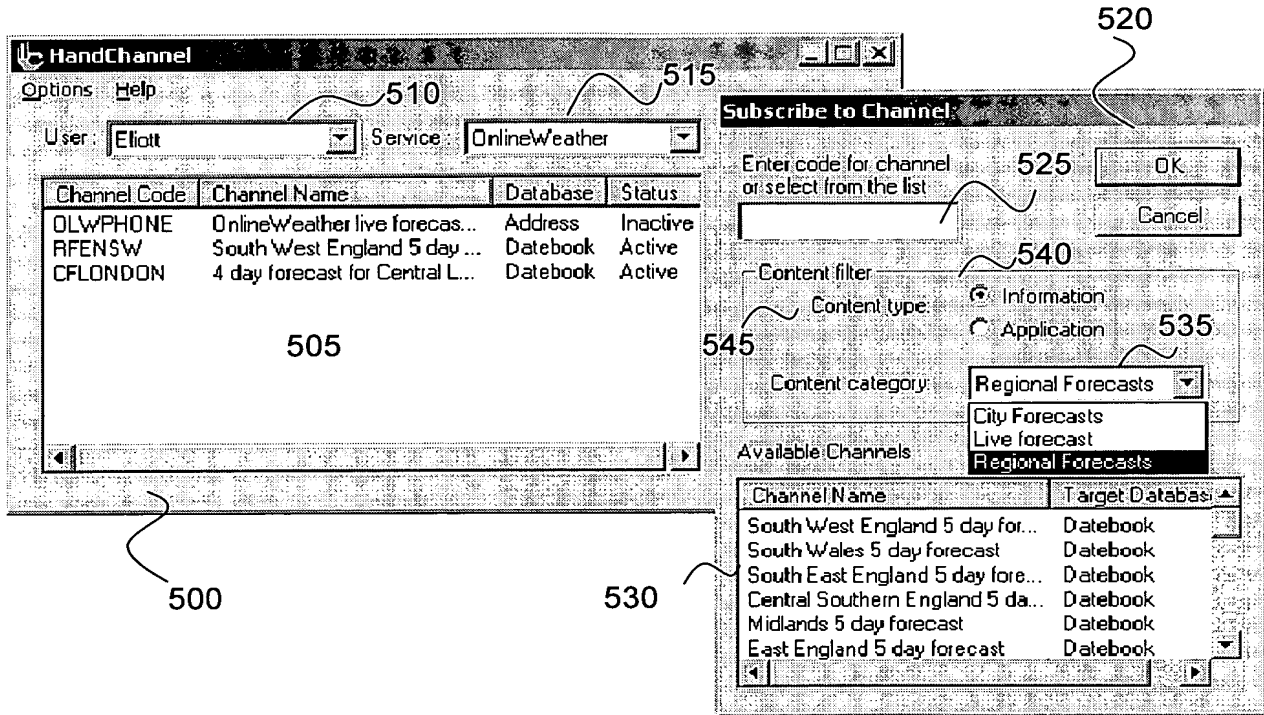 520
HandChannel
Options Help
510
515
User: Eliott Service: OnlineWeather
Channel Code Channel Name Database Status
OLWPHONE OnlineWeather live forecas... Address Inactive
RFENSW South West England 5 day ... Datebook Active
CFLONDON 4 day forecast for Central L... Datebook Active
505
500
Subscribe to Channel
Enter code for channel
or select from the list
525
OK
Cancel
540
Content filter
Content type: Information
Application
545
535
Content category: Regional Forecasts
City Forecasts
Live forecast
Regional Forecasts
Available Channels
Channel Name Target Databas
South West England 5 day for... Datebook
South Wales 5 day forecast Datebook
South East England 5 day fore... Datebook
Central Southern England 5 da... Datebook
Midlands 5 day forecast Datebook
East England 5 day forecast Datebook
530